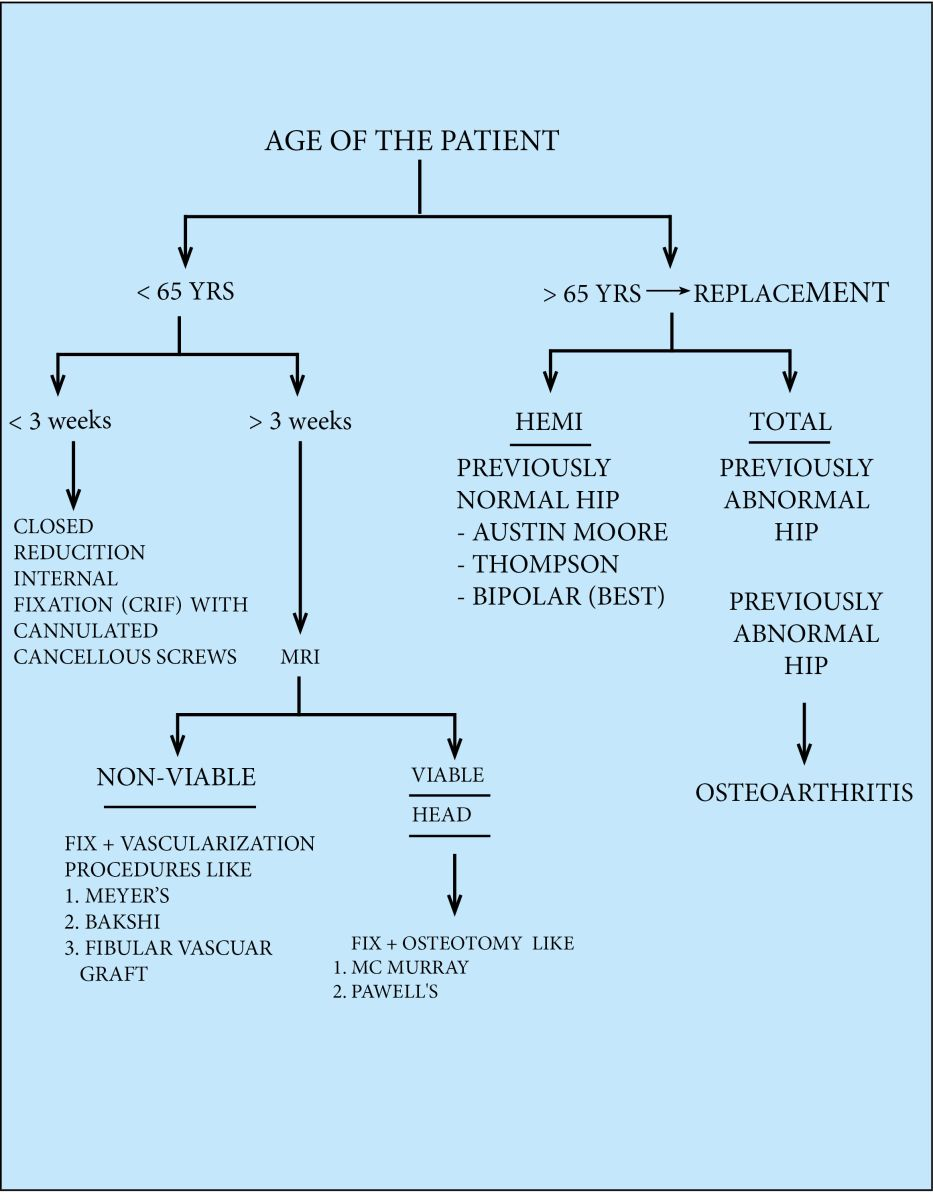 AGE OF THE PATIENT
< 65 YRS
> 65 YRS → REPLACEMENT
< 3 weeks
> 3 weeks
CLOSED
REDUCITION
INTERNAL
FIXATION (CRIF) WITH
CANNULATED
CANCELLOUS SCREWS
MRI
NON-VIABLE
FIX + VASCULARIZATION
PROCEDURES LIKE
1. MEYER’S
2. BAKSHI
3. FIBULAR VASCUAR
GRAFT
VIABLE
HEAD
FIX + OSTEOTOMY LIKE
1. MC MURRAY
2. PAWELL'S
HEMI
PREVIOUSLY
NORMAL HIP
- AUSTIN MOORE
- THOMPSON
- BIPOLAR (BEST)
TOTAL
PREVIOUSLY
ABNORMAL
HIP
PREVIOUSLY
ABNORMAL
HIP
OSTEOARTHRITIS